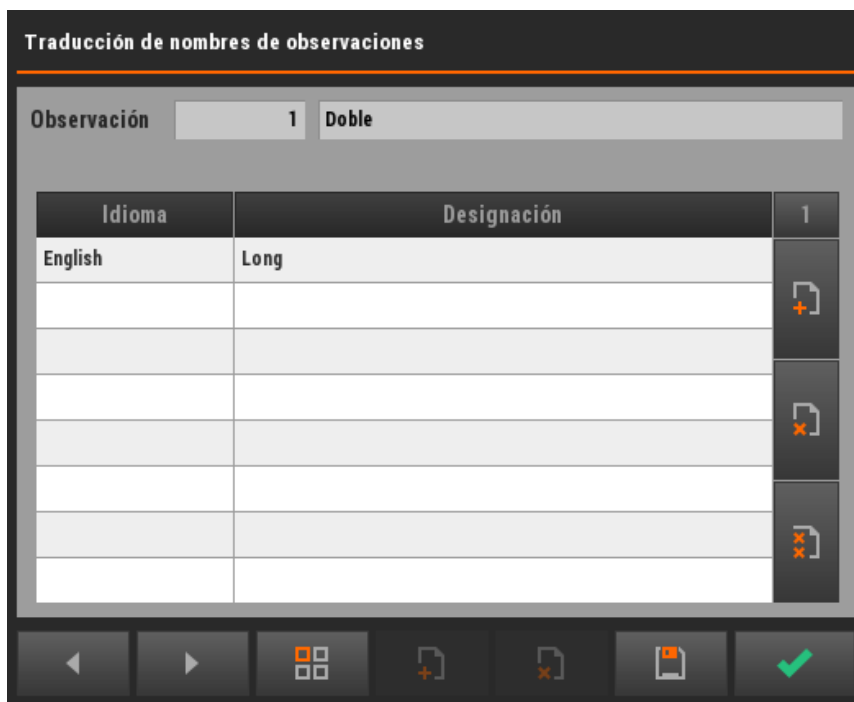 Traducción de nombres de observaciones
Observación 1 Doble
Idioma Designación 1
English Long